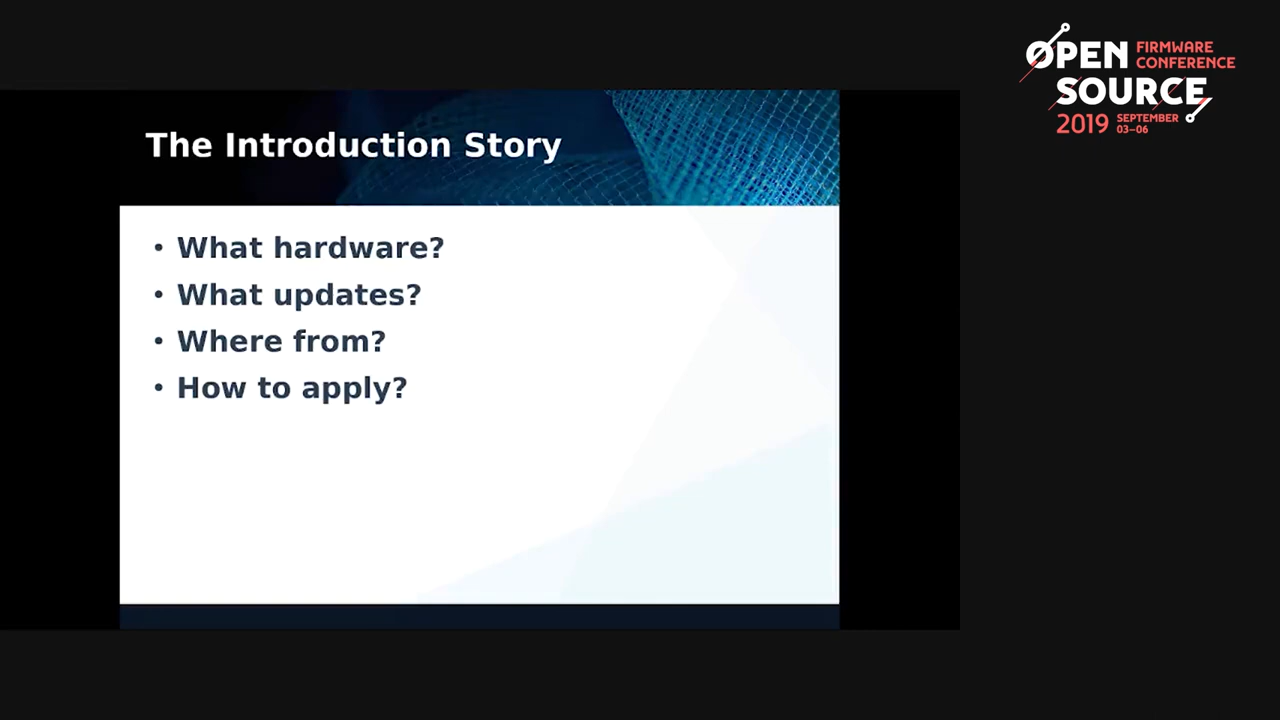 The Introduction Story
• What hardware?
• What updates?
• Where from?
• How to apply?
OPEN FIRMWARE CONFERENCE
SOURCE
2019 SEPTEMBER 03–06